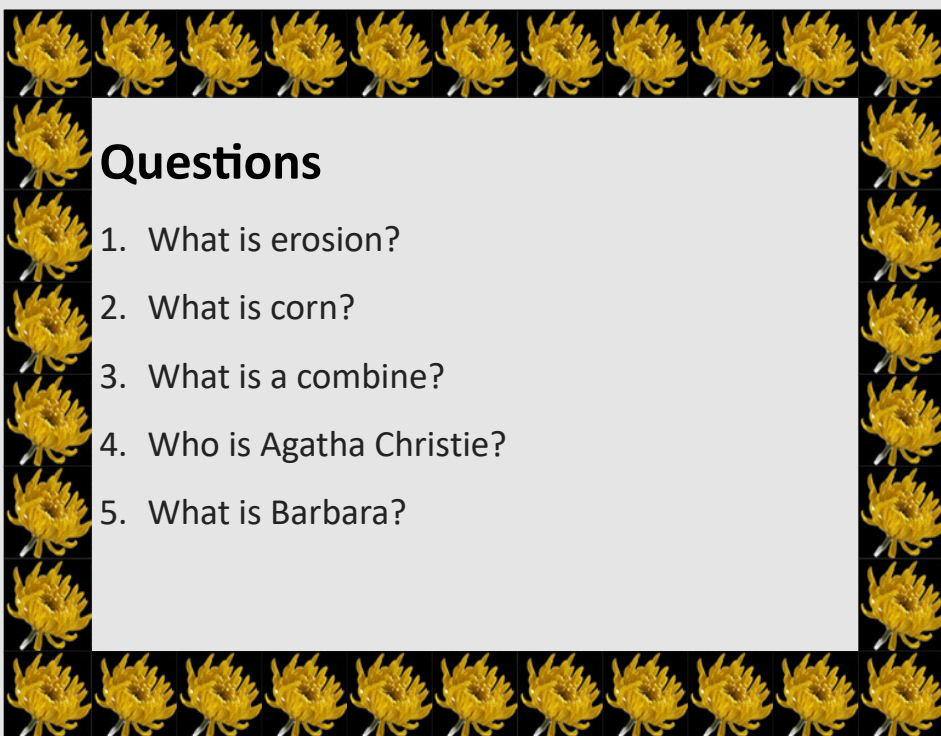 Questions
1. What is erosion?
2. What is corn?
3. What is a combine?
4. Who is Agatha Christie?
5. What is Barbara?